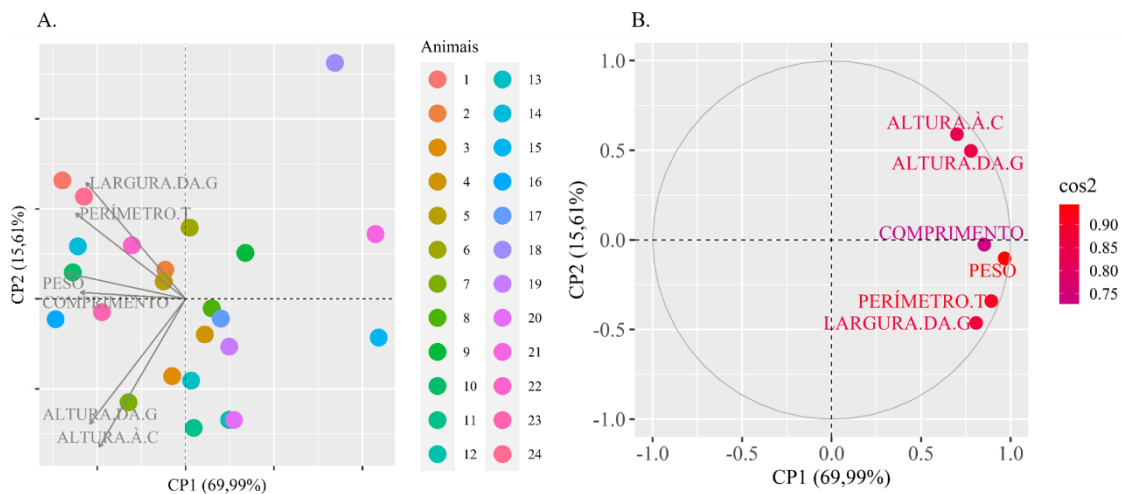 A.
LARGURA.DA.G
PERÍMETRO.T
PESO
COMPRIMENTO
ALTURA.DA.G
ALTURA.À.C
CP2 (15,61%)
CP1 (69,99%)
Animais
1
2
3
4
5
6
7
8
9
10
11
12
13
14
15
16
17
18
19
20
21
22
23
24
B.
1.0
0.5
0.0
-0.5
-1.0
CP2 (15,61%)
ALTURA.À.C
ALTURA.DA.G
COMPRIMENTO
PESO
PERÍMETRO.T
LARGURA.DA.G
-1.0
-0.5
0.0
0.5
1.0
CP1 (69,99%)
cos2
0.90
0.85
0.80
0.75